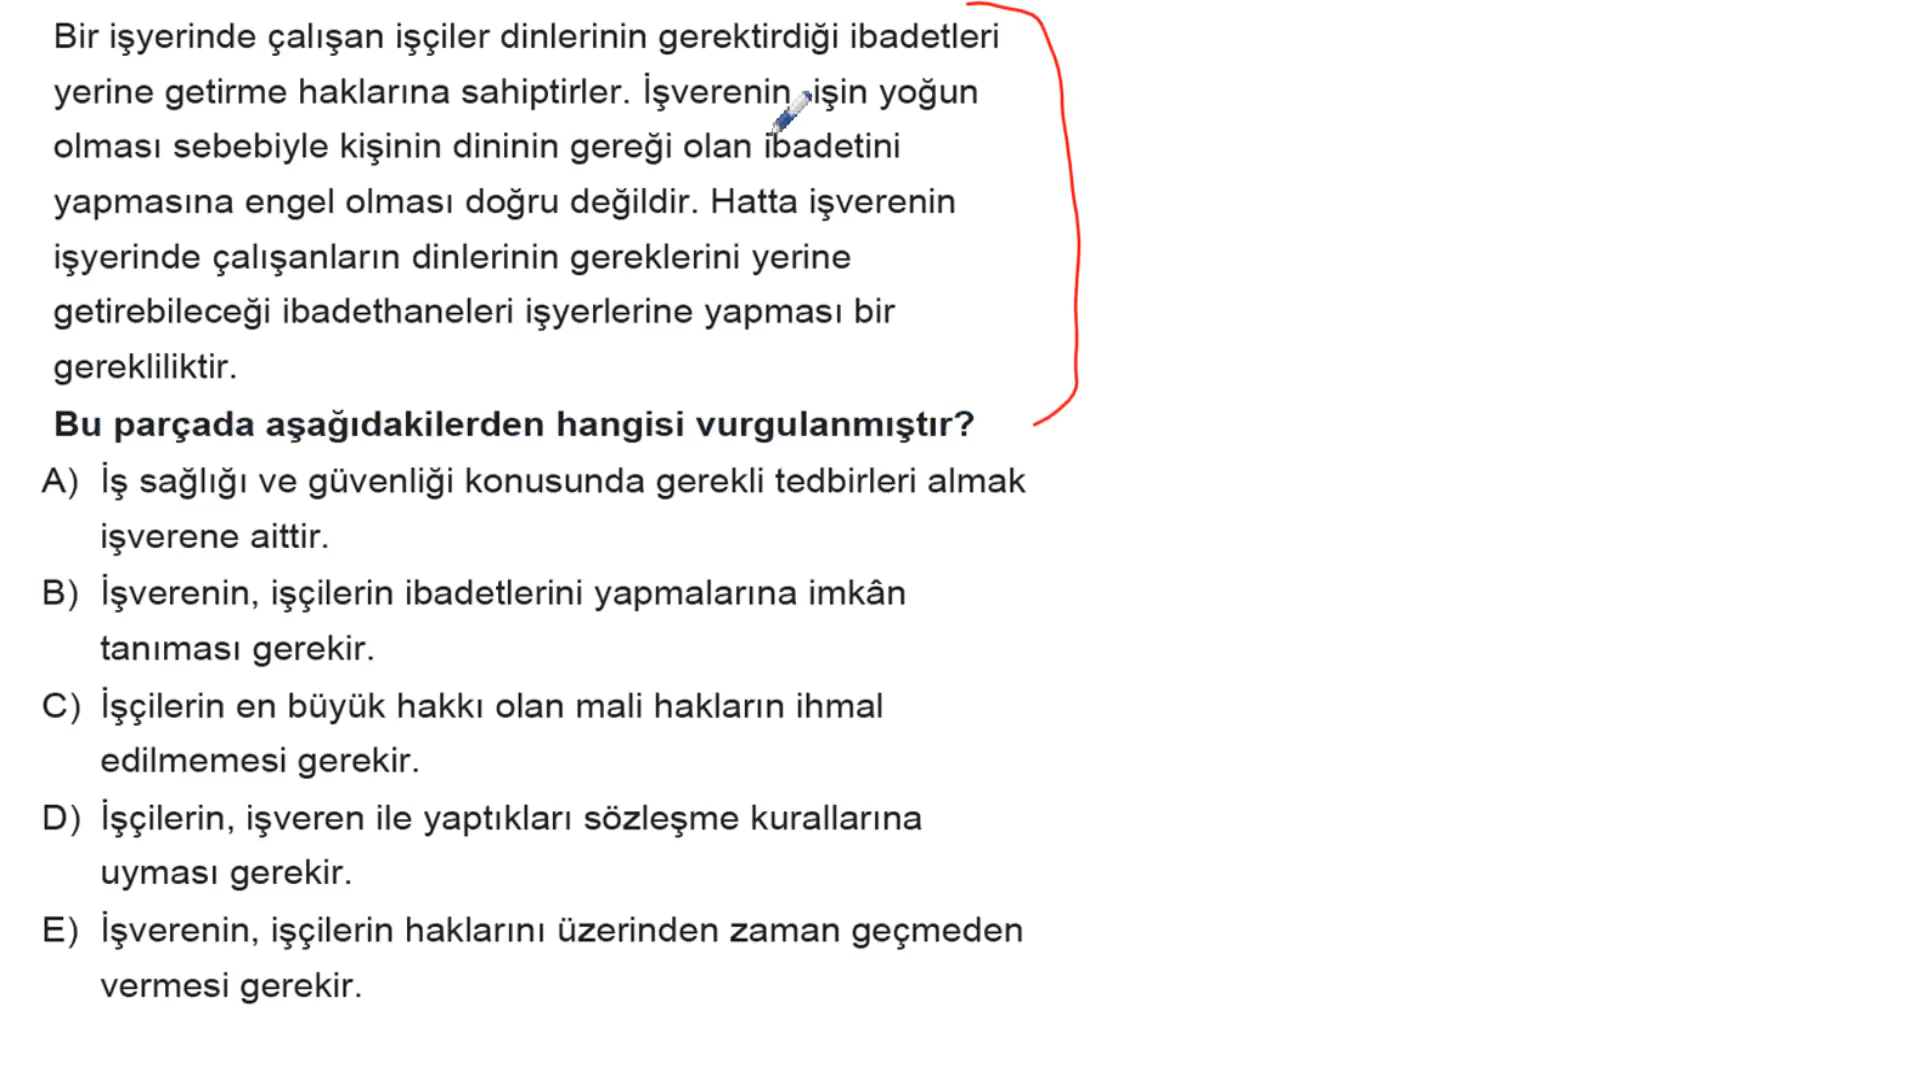 Bir işyerinde çalışan işçiler dinlerinin gerektirdiği ibadetleri
yerine getirme haklarına sahiptirler. İşverenin, işin yoğun
olması sebebiyle kişinin dininin gereği olan ibadetini
yapmasına engel olması doğru değildir. Hatta işverenin
işyerinde çalışanların dinlerinin gereklerini yerine
getirebileceği ibadethaneleri işyerlerine yapması bir
gerekliliktir.
Bu parçada aşağıdakilerden hangisi vurgulanmıştır?
A) İş sağlığı ve güvenliği konusunda gerekli tedbirleri almak
işverene aittir.
B) İşverenin, işçilerin ibadetlerini yapmalarına imkân
tanıması gerekir.
C) İşçilerin en büyük hakkı olan mali hakların ihmal
edilmemesi gerekir.
D) İşçilerin, işveren ile yaptıkları sözleşme kurallarına
uyması gerekir.
E) İşverenin, işçilerin haklarını üzerinden zaman geçmeden
vermesi gerekir.